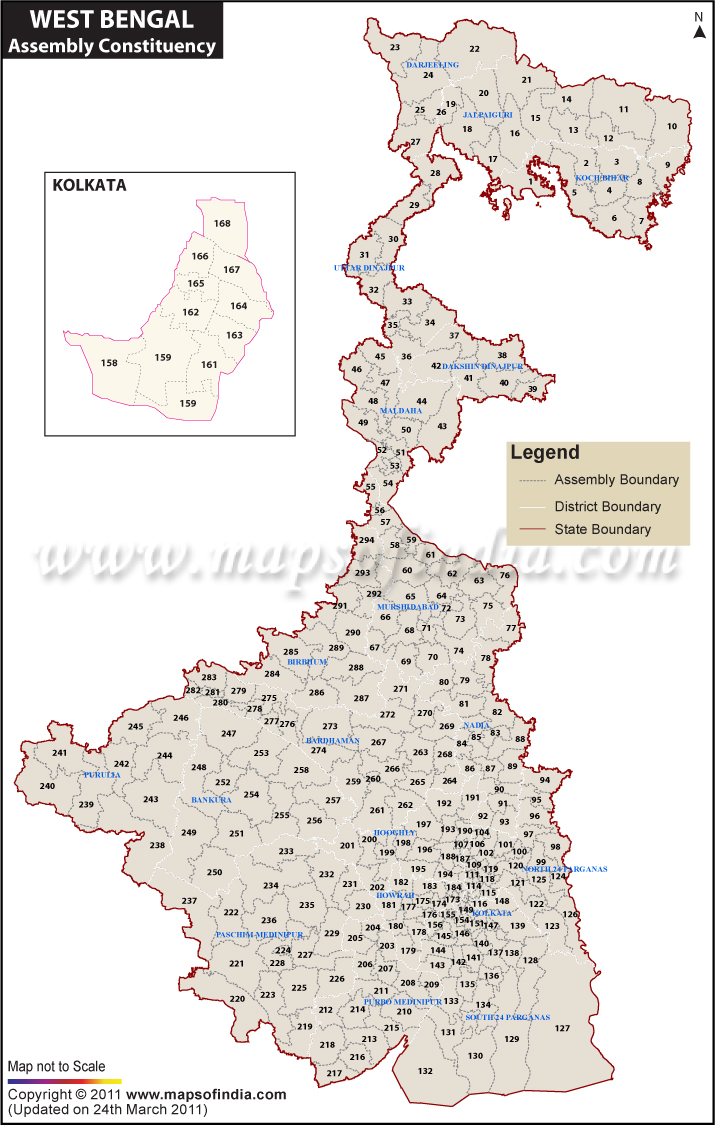 WEST BENGAL
Assembly Constituency
N
23 22
DARJEELING
24 21
20 14
25 19 11
26 JALPAIGURI 15
18 16 13 12 10
27 17 2 3 9
28 1 KOCH BIHAR 8
5 4
29 6 7
30
31
UTTAR DINAJPUR
32
33
35 34
37
45 36 38
46 42 DAKSHIN DINAJPUR
47 41 40 39
48 44
MALDAHA
49 50 43
52 51
53
55 54
56
57
KOLKATA
168
166
167
165
162 164
163
158 159 161
159
Legend
Assembly Boundary
District Boundary
State Boundary
www.mapsofindia.com
294 58 59
61
293 60 62 63 76
292 65 64
291 MURSHIDABAD 72 75
66 73
290 68 71 77
285 289 67 74
BIRBHUM 69 70 78
283 284 288
282 281 279 286 271 80 79
280 275 287
278 81
246 277 276 273 272 270 82
245 247 269 NADIA
BARDHAMAN 85 83 88
241 274 267 84
242 244 253 263 268
PURULIA 248 258 266 86 87 89
240 252 259 260 265 264 94
BANKURA 254 90
239 243 257 192 191 91 95
261 262
255 256 92 96
249 251 HOOGHLY 197 193 190 104 93 97
238 200 198 107 106 101 98
233 201 199 196 188 187 102 100
109 99
250 195 119 120 NORTH 24 PARGANAS
232 194 111 118 125 124
234 231 202 182 183 184 114 121
HOWRAH 115
237 235 230 181 177 175 174 173 116 148 122
222 236 149 KOLKATA 126
176 155 154 151 147 139 123
PASCHIM MEDINIPUR 229 204 180 156
205 178 145 146
224 203 179 144 140
221 228 227 137 138 128
206 207 143 142 141
226 136
220 223 225 208 209 135
211 PURBO MEDINIPUR 133
212 214 210 134
219 SOUTH 24 PARGANAS
215 131 127
218 213 129
216 130
217 132
Map not to Scale
Copyright © 2011 www.mapsofindia.com
(Updated on 24th March 2011)